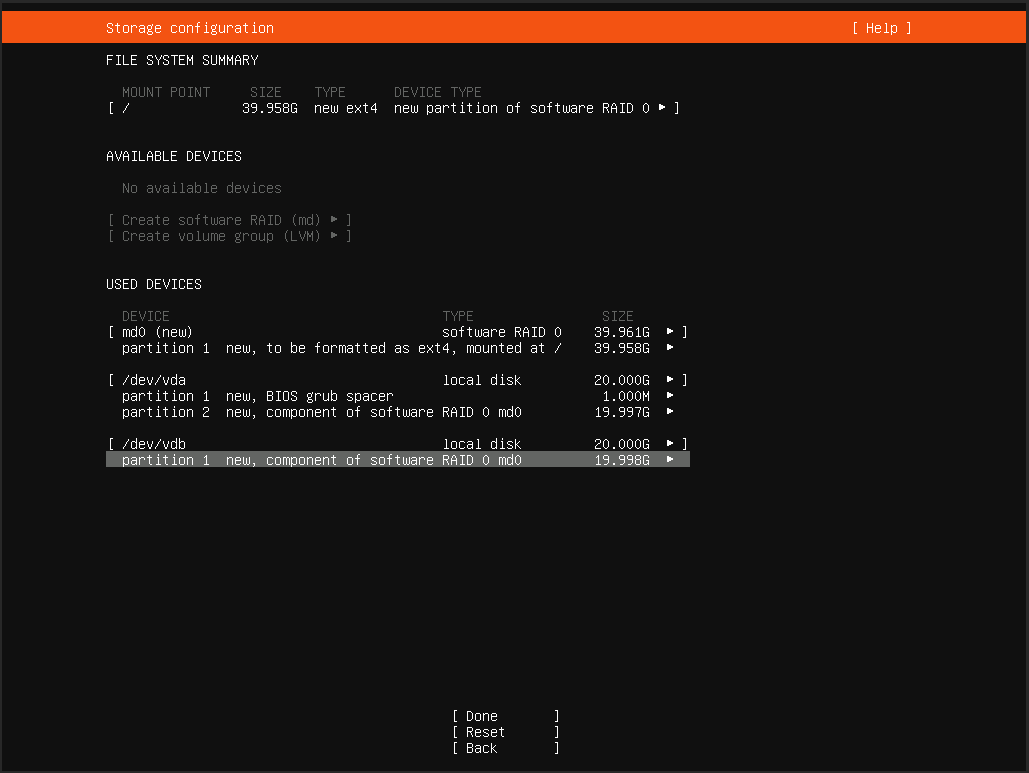 Storage configuration [ Help ]
FILE SYSTEM SUMMARY
MOUNT POINT SIZE TYPE DEVICE TYPE
[ / 39.958G new ext4 new partition of software RAID 0 ▸ ]
AVAILABLE DEVICES
No available devices
[ Create software RAID (md) ▸ ]
[ Create volume group (LVM) ▸ ]
USED DEVICES
DEVICE TYPE SIZE
[ md0 (new) software RAID 0 39.961G ▸ ]
partition 1 new, to be formatted as ext4, mounted at / 39.958G ▸
[ /dev/vda local disk 20.000G ▸ ]
partition 1 new, BIOS grub spacer 1.000M ▸
partition 2 new, component of software RAID 0 md0 19.997G ▸
[ /dev/vdb local disk 20.000G ▸ ]
partition 1 new, component of software RAID 0 md0 19.998G ▸
[ Done ]
[ Reset ]
[ Back ]